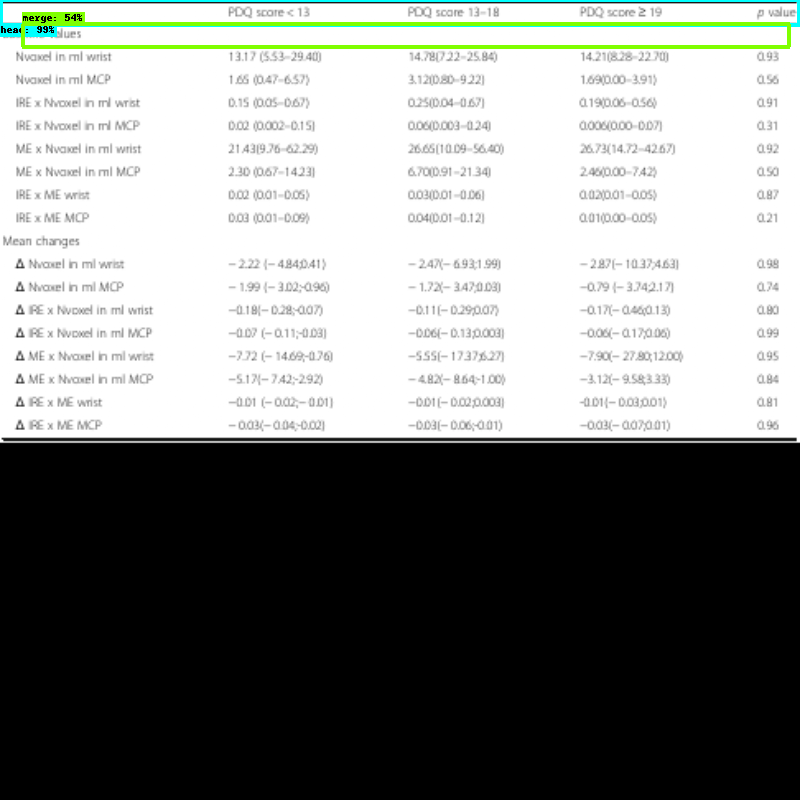 PDQ score < 13 PDQ score 13–18 PDQ score ≥ 19 p value
merge: 54%
head: 99% alues
Nvoxel in ml wrist 13.17 (5.53–29.40) 14.78(7.22–25.84) 14.21(8.28–22.70) 0.93
Nvoxel in ml MCP 1.65 (0.47–6.57) 3.12(0.80–9.22) 1.69(0.00–3.91) 0.56
IRE x Nvoxel in ml wrist 0.15 (0.05–0.67) 0.25(0.04–0.67) 0.19(0.06–0.56) 0.91
IRE x Nvoxel in ml MCP 0.02 (0.002–0.15) 0.06(0.003–0.24) 0.006(0.00–0.07) 0.31
ME x Nvoxel in ml wrist 21.43(9.76–62.29) 26.65(10.09–56.40) 26.73(14.72–42.67) 0.92
ME x Nvoxel in ml MCP 2.30 (0.67–14.23) 6.70(0.91–21.34) 2.46(0.00–7.42) 0.50
IRE x ME wrist 0.02 (0.01–0.05) 0.03(0.01–0.06) 0.02(0.01–0.05) 0.87
IRE x ME MCP 0.03 (0.01–0.09) 0.04(0.01–0.12) 0.01(0.00–0.05) 0.21
Mean changes
Δ Nvoxel in ml wrist − 2.22 (− 4.84;0.41) − 2.47(− 6.93;1.99) − 2.87(− 10.37;4.63) 0.98
Δ Nvoxel in ml MCP − 1.99 (− 3.02;-0.96) − 1.72(− 3.47;0.03) −0.79 (− 3.74;2.17) 0.74
Δ IRE x Nvoxel in ml wrist −0.18(− 0.28;-0.07) −0.11(− 0.29;0.07) −0.17(− 0.46;0.13) 0.80
Δ IRE x Nvoxel in ml MCP −0.07 (− 0.11;-0.03) −0.06(− 0.13;0.003) −0.06(− 0.17;0.06) 0.99
Δ ME x Nvoxel in ml wrist −7.72 (− 14.69;-0.76) −5.55(− 17.37;6.27) −7.90(− 27.80;12.00) 0.95
Δ ME x Nvoxel in ml MCP −5.17(− 7.42;-2.92) − 4.82(− 8.64;-1.00) −3.12(− 9.58;3.33) 0.84
Δ IRE x ME wrist −0.01 (− 0.02;− 0.01) −0.01(− 0.02;0.003) -0.01(− 0.03;0.01) 0.81
Δ IRE x ME MCP − 0.03(− 0.04;-0.02) −0.03(− 0.06;-0.01) −0.03(− 0.07;0.01) 0.96